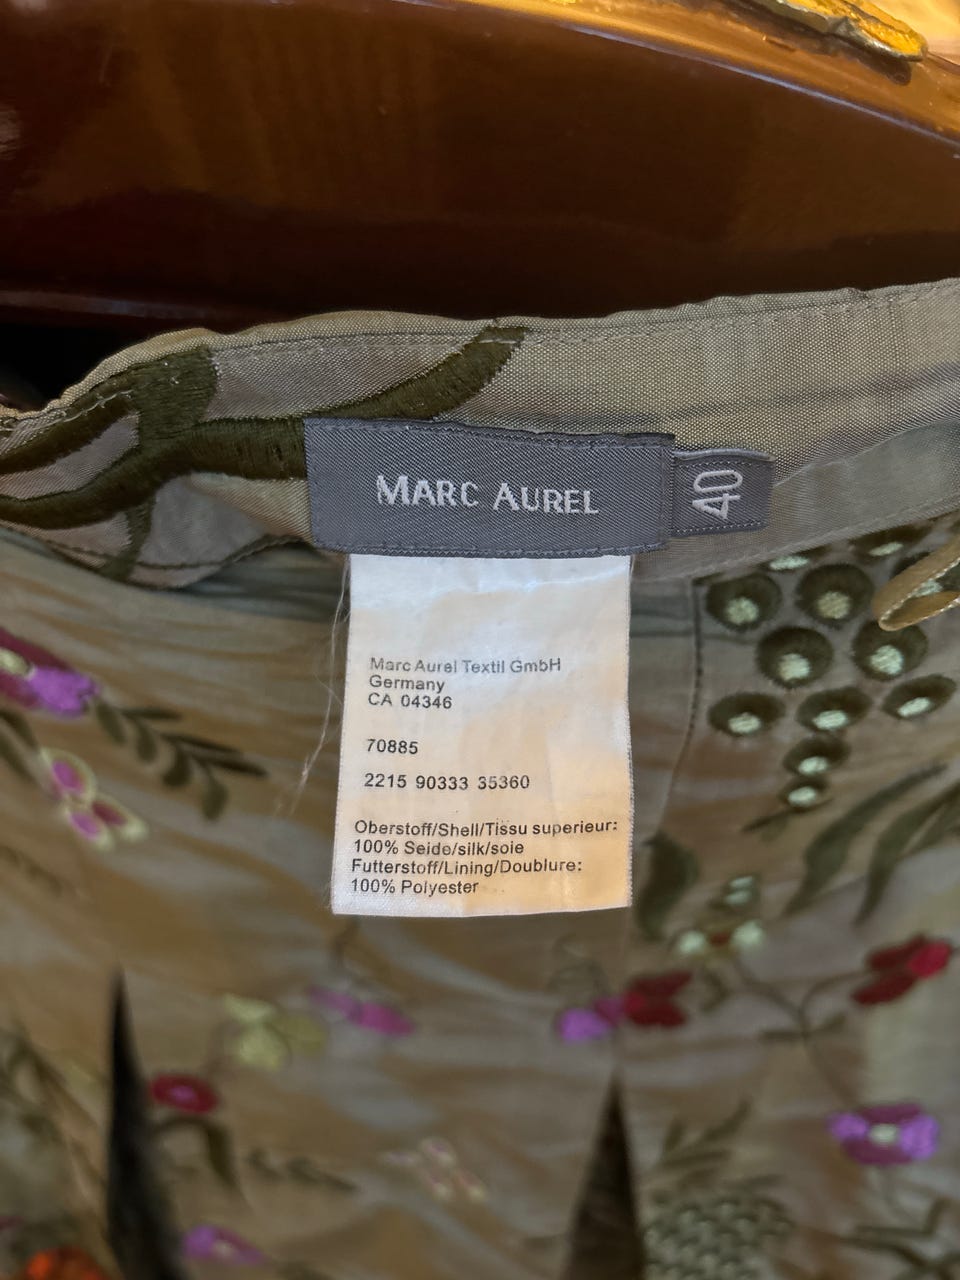 MARC AUREL
40
Marc Aurel Textil GmbH
Germany
CA 04346
70885
2215 90333 35360
Oberstoff/Shell/Tissu superieur:
100% Seide/silk/soie
Futterstoff/Lining/Doublure:
100% Polyester